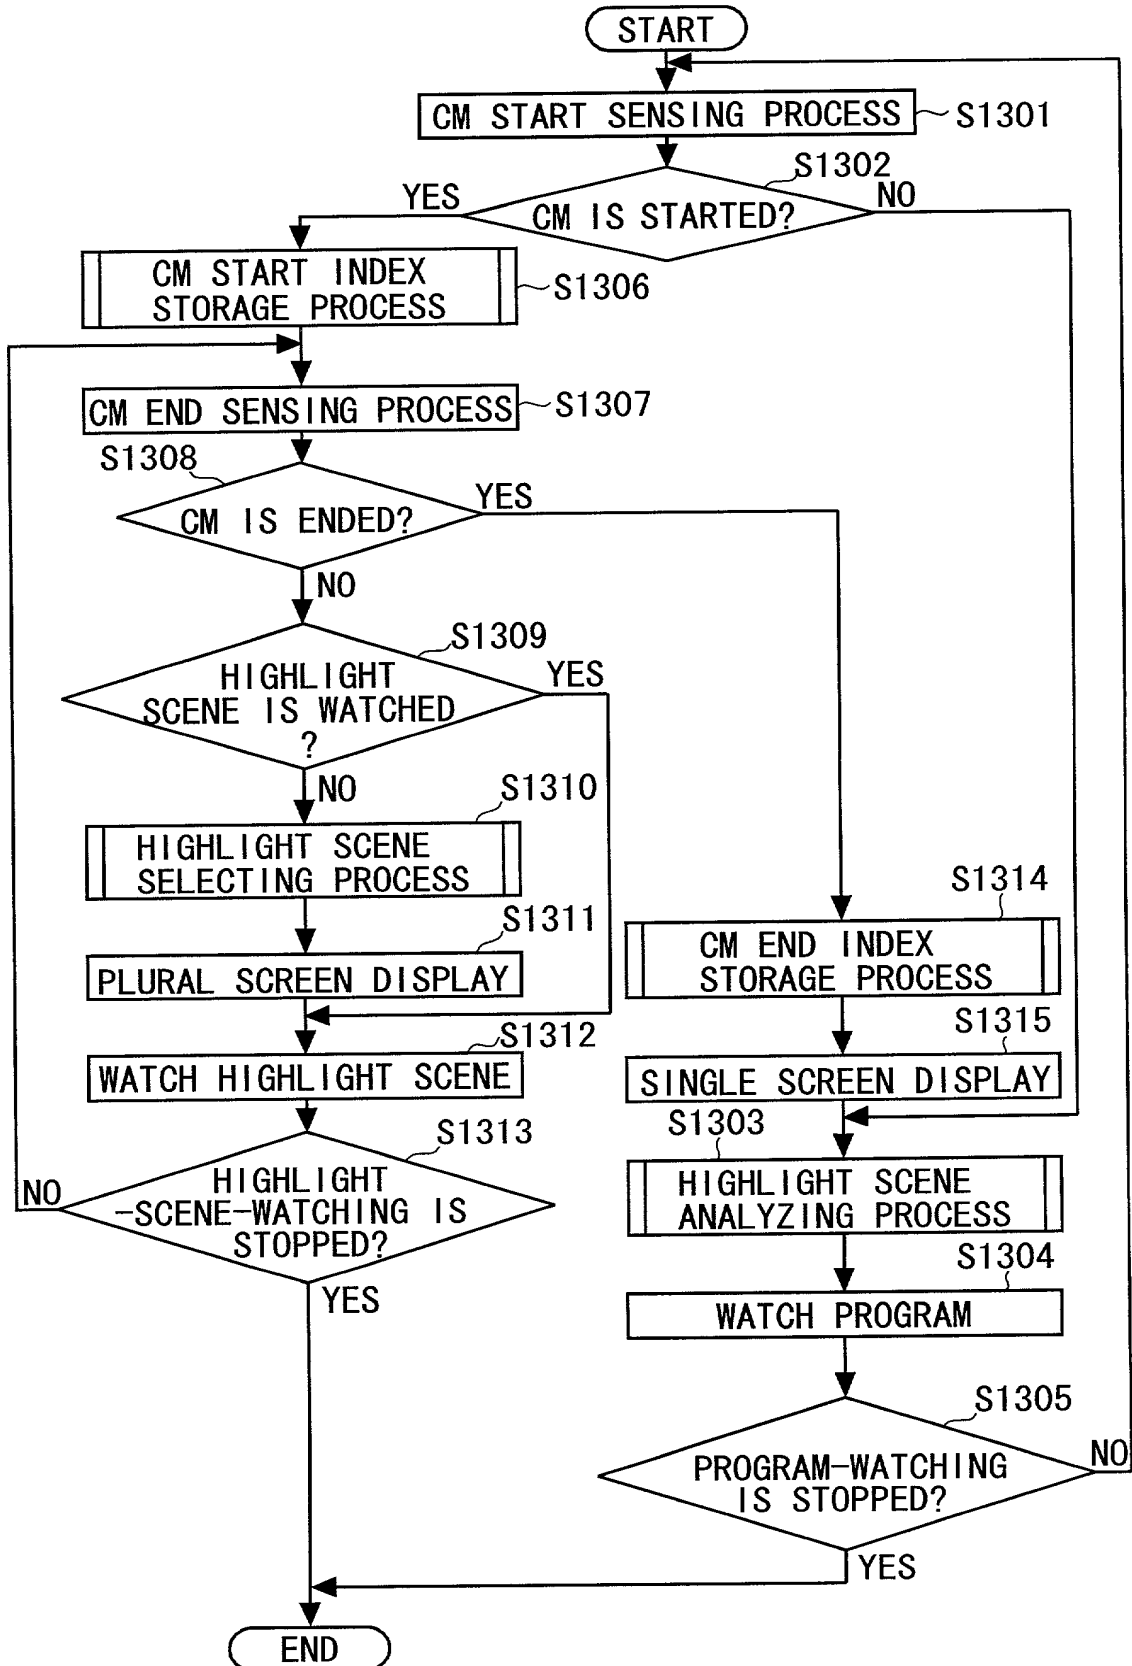 START
CM START SENSING PROCESS
S1301
S1302
YES
CM IS STARTED?
NO
CM START INDEX
STORAGE PROCESS
S1306
CM END SENSING PROCESS
S1307
S1308
CM IS ENDED?
YES
NO
S1309
HIGHLIGHT
SCENE IS WATCHED
?
YES
NO
S1310
HIGHLIGHT SCENE
SELECTING PROCESS
S1311
PLURAL SCREEN DISPLAY
S1312
WATCH HIGHLIGHT SCENE
S1313
HIGHLIGHT
-SCENE-WATCHING IS
STOPPED?
NO
YES
S1314
CM END INDEX
STORAGE PROCESS
S1315
SINGLE SCREEN DISPLAY
S1303
HIGHLIGHT SCENE
ANALYZING PROCESS
S1304
WATCH PROGRAM
S1305
PROGRAM-WATCHING
IS STOPPED?
NO
YES
END